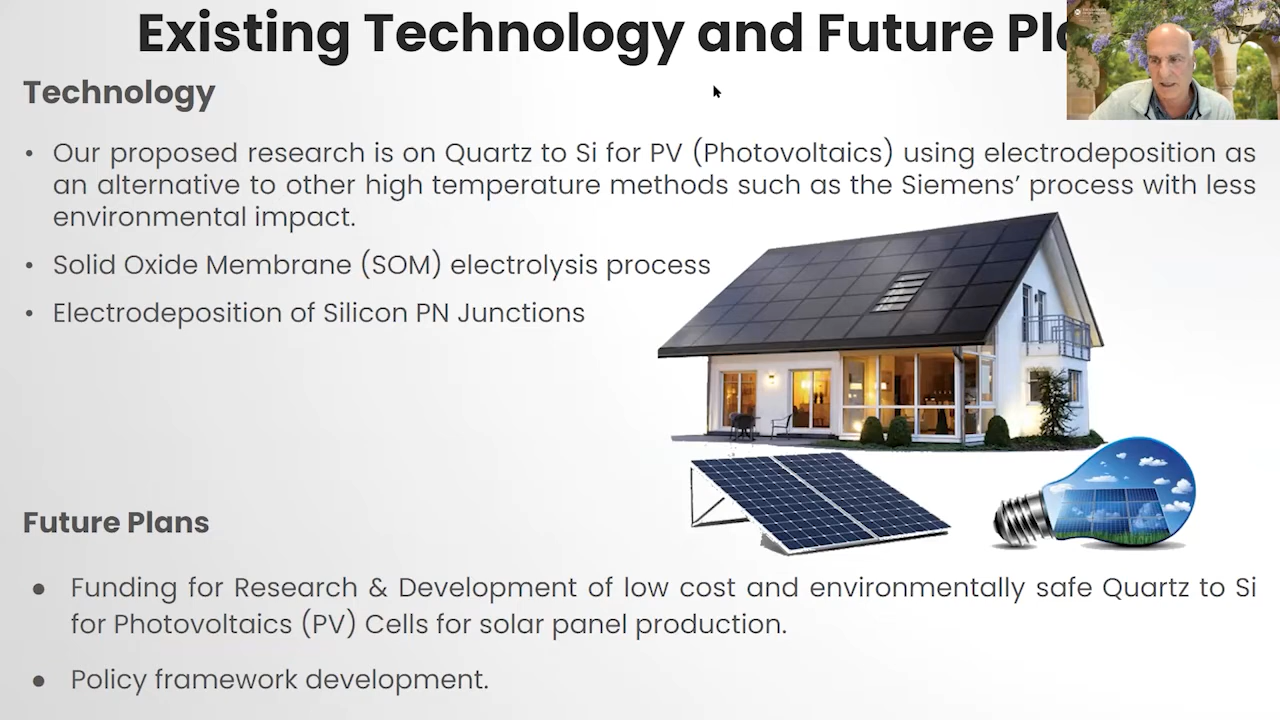 Existing Technology and Future
Technology
• Our proposed research is on Quartz to Si for PV (Photovoltaics) using electrodeposition as
an alternative to other high temperature methods such as the Siemens’ process with less
environmental impact.
• Solid Oxide Membrane (SOM) electrolysis process
• Electrodeposition of Silicon PN Junctions
Future Plans
● Funding for Research & Development of low cost and environmentally safe Quartz to Si
for Photovoltaics (PV) Cells for solar panel production.
● Policy framework development.